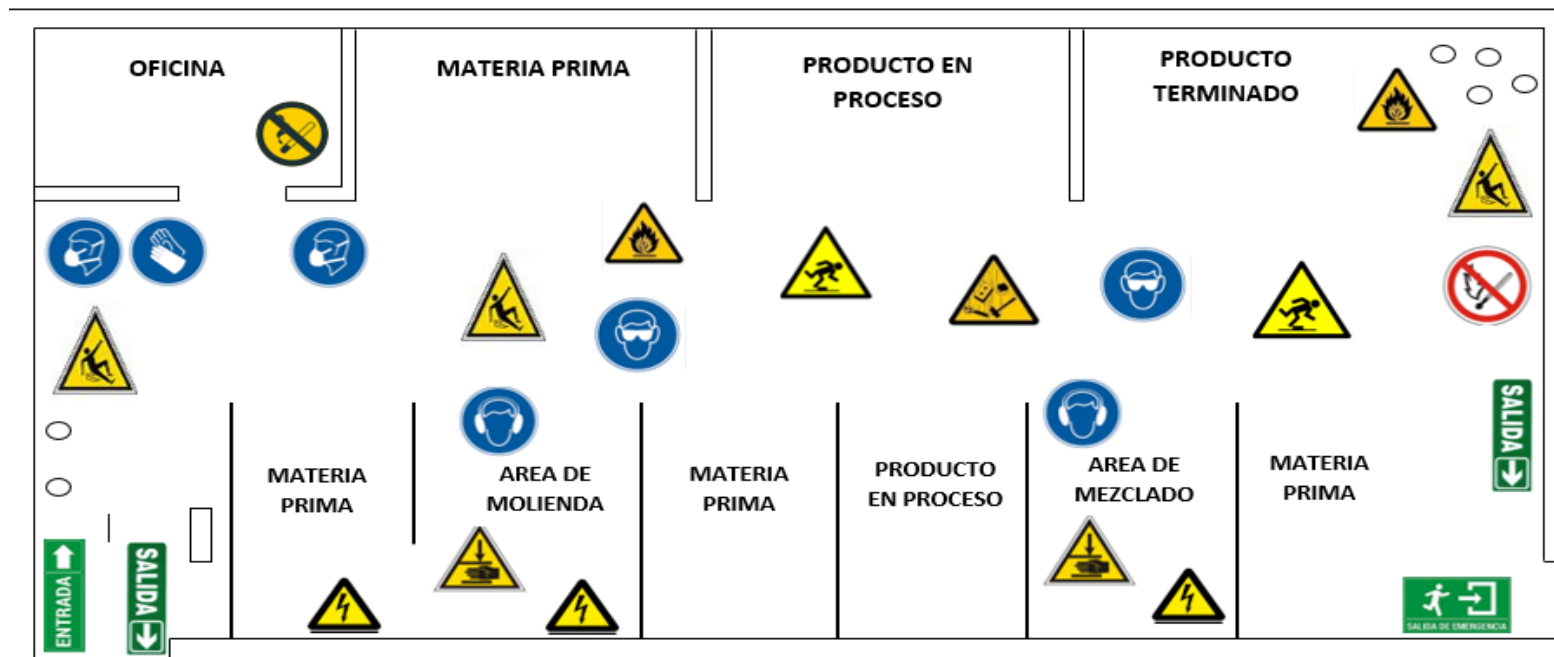 OFICINA
MATERIA PRIMA
PRODUCTO EN
PROCESO
PRODUCTO
TERMINADO
MATERIA
PRIMA
AREA DE
MOLIENDA
MATERIA
PRIMA
PRODUCTO
EN PROCESO
AREA DE
MEZCLADO
MATERIA
PRIMA
SALIDA
ENTRADA
SALIDA
SALIDA DE EMERGENCIA